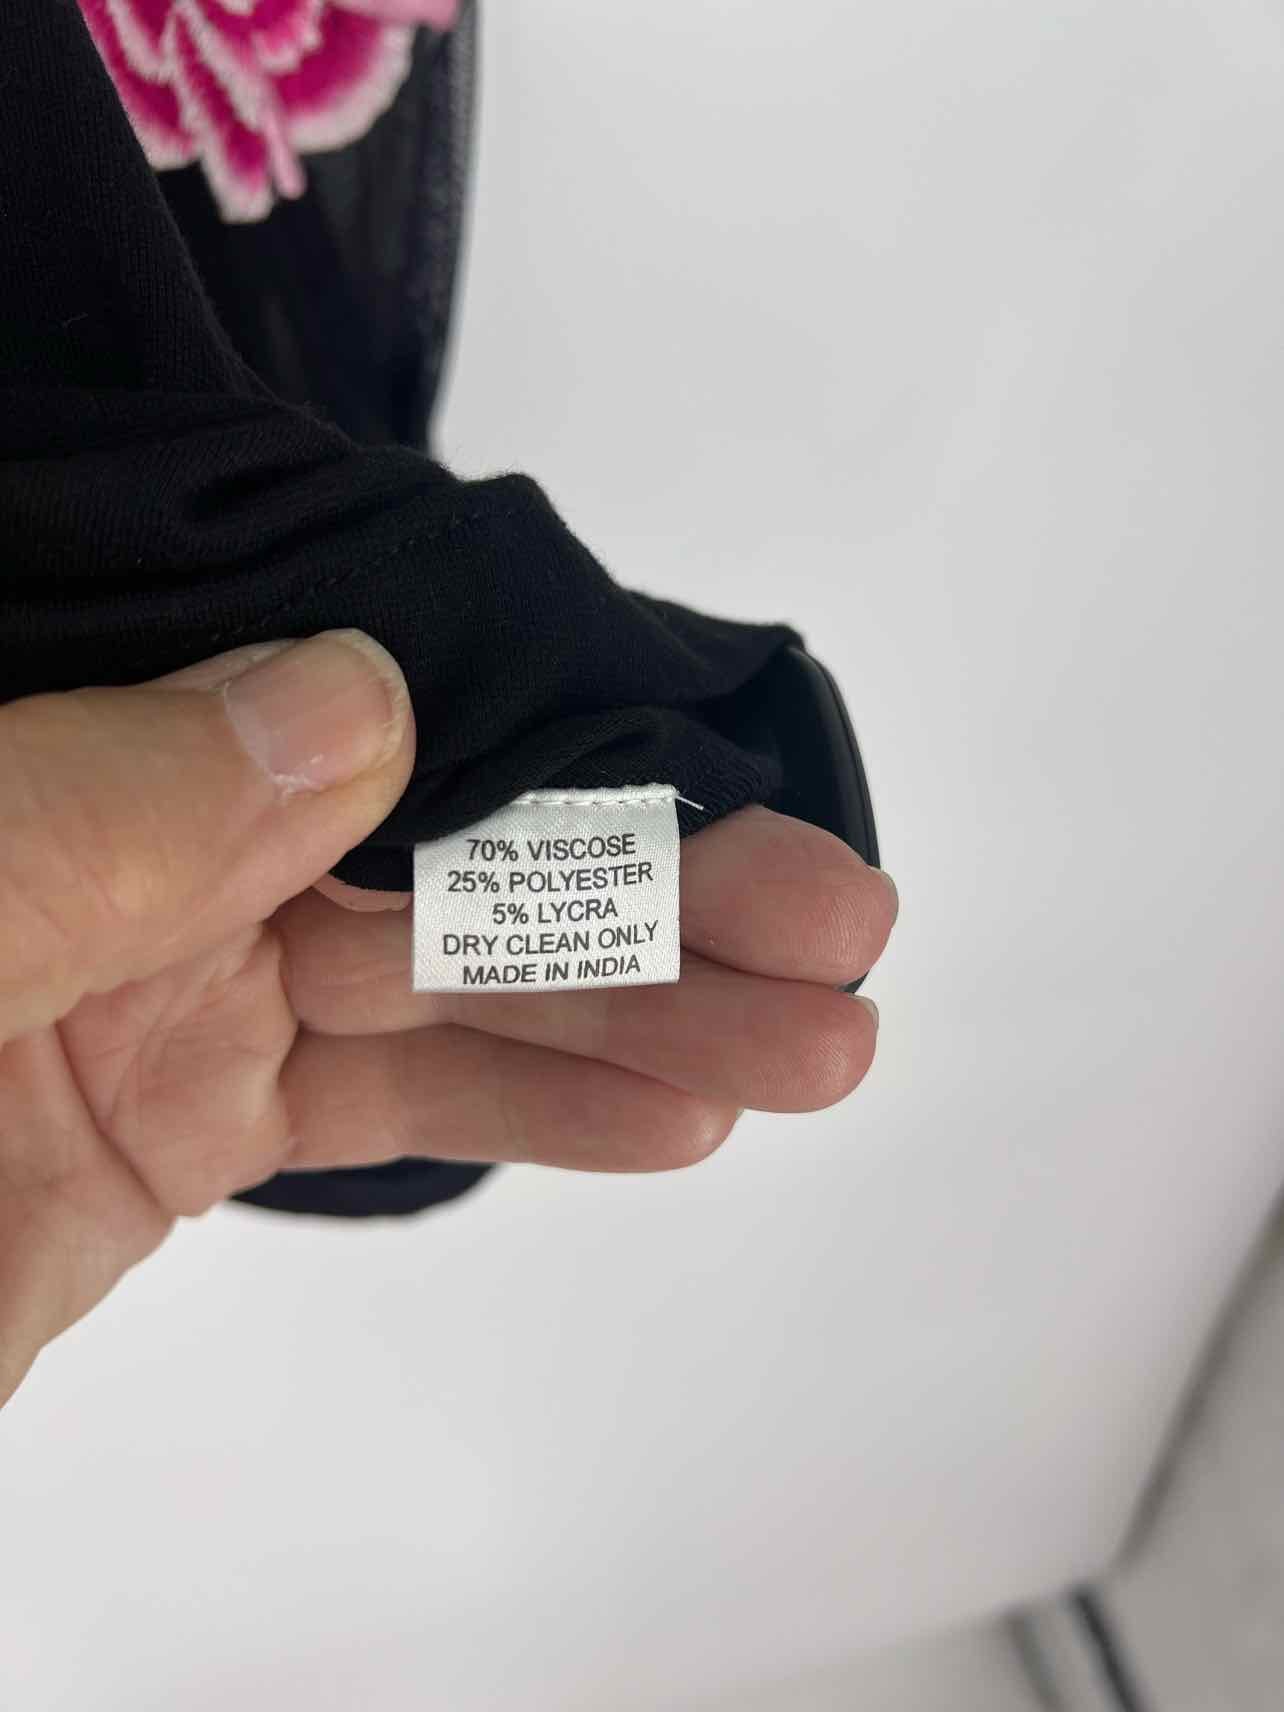 70% VISCOSE
25% POLYESTER
5% LYCRA
DRY CLEAN ONLY
MADE IN INDIA